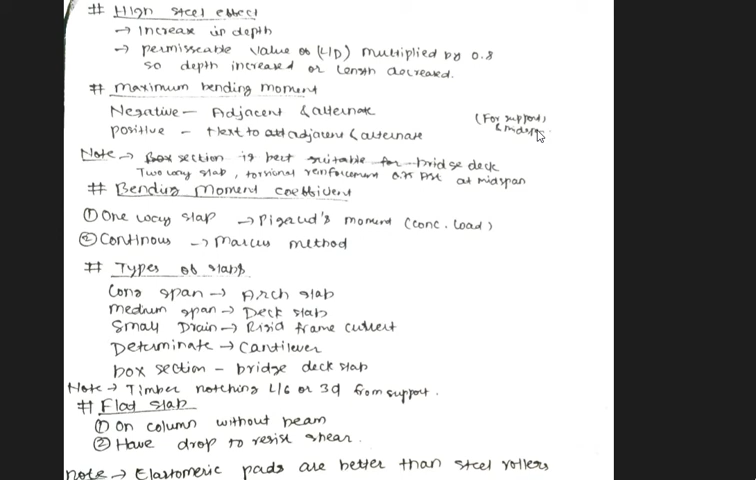 # High steel effect
→ Increase in depth
→ permisseable value of (L/D) multiplied by 0.8
so depth increased or length decreased.
# Maximum bending moment
Negative – Adjacent & alternate
(For support)
positive – Next to adjacent & alternate
& midspan
Note → Box section is best suitable for bridge deck
Two way slab, torsional reinforcement 0.75 Ast at midspan
# Bending Moment coefficient
① One way slap → Pigaud's moment (conc. load)
② Continous → Marcus method
# Types of slabs
Long span → Arch slab
medium span → Deck slab
Small Drain → Rigid frame culvert
Determinate → Cantilever
box section – bridge deck slab
Note → Timber notching L/6 or 3d from support.
# Flat slab
① On column without beam
② Have drop to resist shear.
note → Elastomeric pads are better than steel rollers